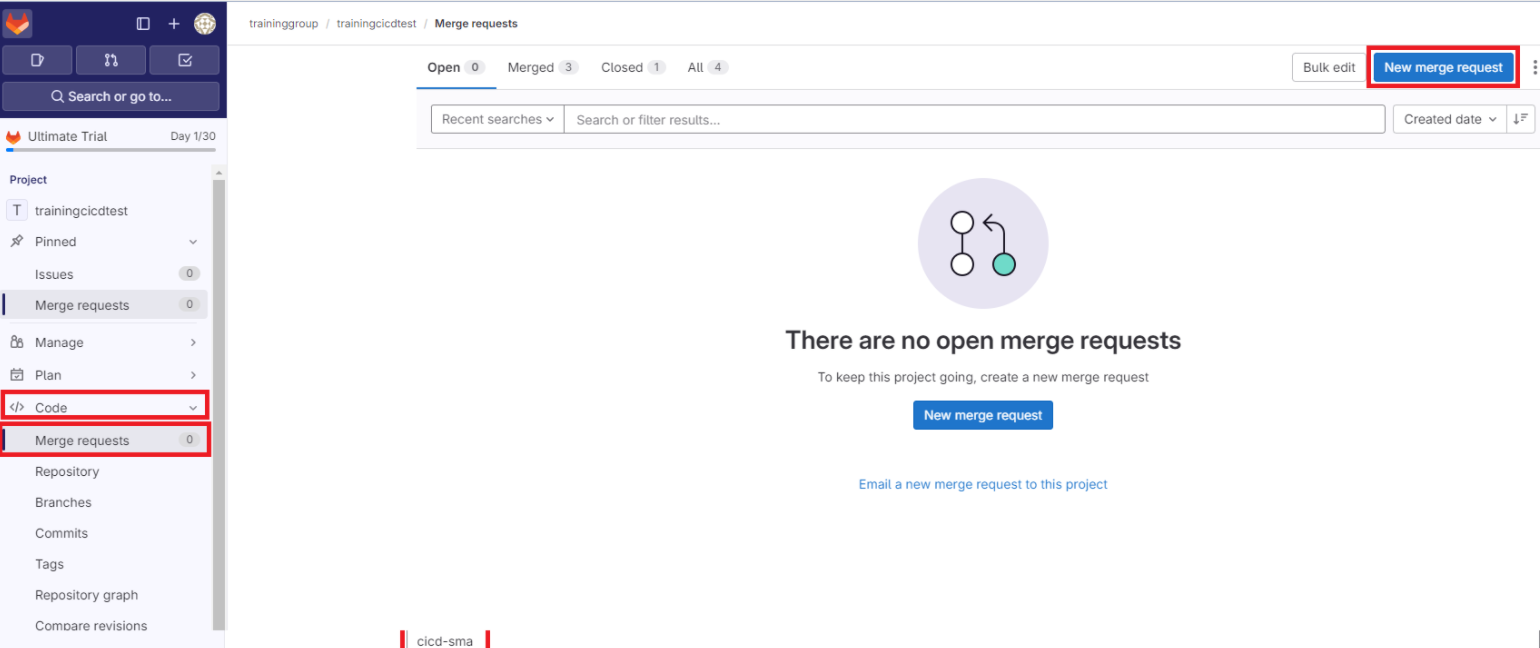 traininggroup / trainingcicdtest / Merge requests
Open 0 Merged 3 Closed 1 All 4 Bulk edit New merge request
Search or go to...
Recent searches Search or filter results... Created date
Ultimate Trial Day 1/30
Project
T trainingcicdtest
Pinned
Issues 0
Merge requests 0
Manage
Plan
Code
Merge requests 0
Repository
Branches
Commits
Tags
Repository graph
Compare revisions
There are no open merge requests
To keep this project going, create a new merge request
New merge request
Email a new merge request to this project
cicd-sma